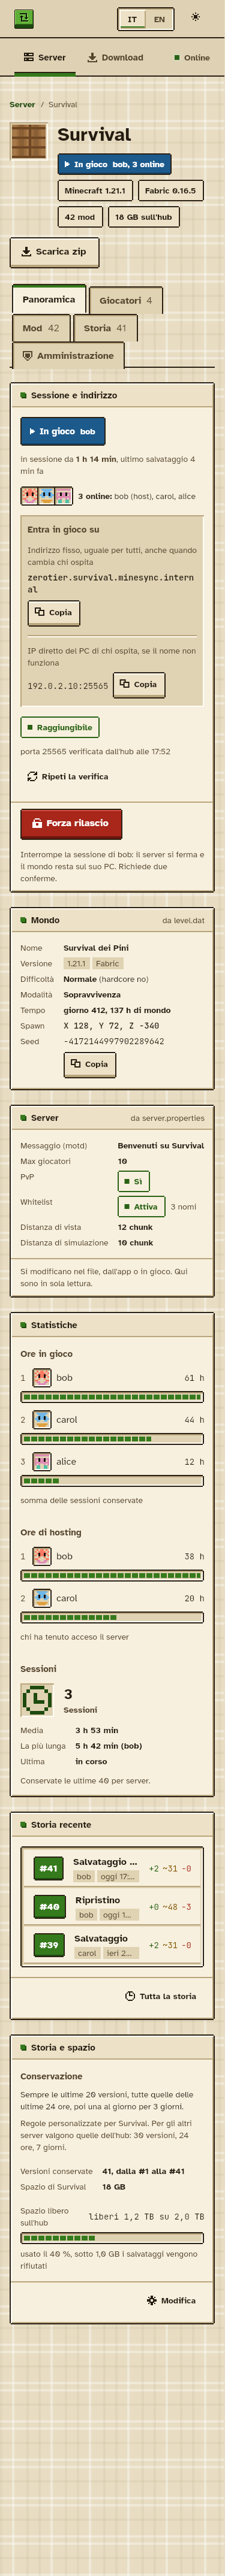 IT EN
Server Download Online
Server / Survival
Survival
In gioco bob, 3 online
Minecraft 1.21.1 Fabric 0.16.5
42 mod 18 GB sull'hub
Scarica zip
Panoramica Giocatori 4
Mod 42 Storia 41
Amministrazione
Sessione e indirizzo
In gioco bob
in sessione da 1 h 14 min, ultimo salvataggio 4
min fa
3 online: bob (host), carol, alice
Entra in gioco su
Indirizzo fisso, uguale per tutti, anche quando
cambia chi ospita
zerotier.survival.minesync.intern
al
Copia
IP diretto del PC di chi ospita, se il nome non
funziona
192.0.2.10:25565 Copia
Raggiungibile
porta 25565 verificata dall'hub alle 17:52
Ripeti la verifica
Forza rilascio
Interrompe la sessione di bob: il server si ferma e
il mondo resta sul suo PC. Richiede due
conferme.
Mondo da level.dat
Nome Survival dei Pini
Versione 1.21.1 Fabric
Difficoltà Normale (hardcore no)
Modalità Sopravvivenza
Tempo giorno 412, 137 h di mondo
Spawn X 128, Y 72, Z -340
Seed -4172144997902289642
Copia
Server da server.properties
Messaggio (motd) Benvenuti su Survival
Max giocatori 10
PvP Sì
Whitelist Attiva 3 nomi
Distanza di vista 12 chunk
Distanza di simulazione 10 chunk
Si modificano nel file, dall'app o in gioco. Qui
sono in sola lettura.
Statistiche
Ore in gioco
1 bob 61 h
2 carol 44 h
3 alice 12 h
somma delle sessioni conservate
Ore di hosting
1 bob 38 h
2 carol 20 h
chi ha tenuto acceso il server
Sessioni
3
Sessioni
Media 3 h 53 min
La più lunga 5 h 42 min (bob)
Ultima in corso
Conservate le ultime 40 per server.
Storia recente
#41 Salvataggio ... +2 ~31 -0
bob oggi 17:...
#40 Ripristino +0 ~48 -3
bob oggi 1...
#39 Salvataggio +2 ~31 -0
carol ieri 2...
Tutta la storia
Storia e spazio
Conservazione
Sempre le ultime 20 versioni, tutte quelle delle
ultime 24 ore, poi una al giorno per 3 giorni.
Regole personalizzate per Survival. Per gli altri
server valgono quelle dell'hub: 30 versioni, 24
ore, 7 giorni.
Versioni conservate 41, dalla #1 alla #41
Spazio di Survival 18 GB
Spazio libero
sull'hub liberi 1,2 TB su 2,0 TB
usato il 40 %, sotto 1,0 GB i salvataggi vengono
rifiutati
Modifica